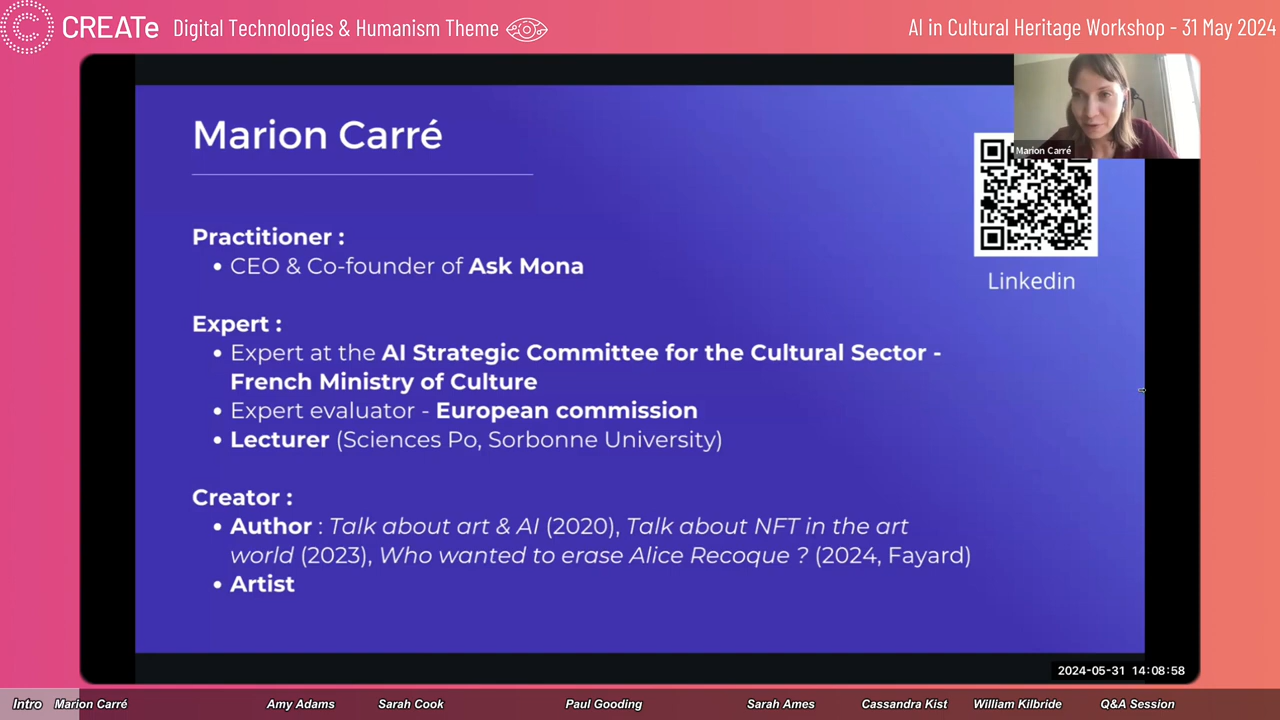 CREATe Digital Technologies & Humanism Theme
AI in Cultural Heritage Workshop - 31 May 2024
Marion Carré
Marion Carré
Linkedin
Practitioner :
• CEO & Co-founder of Ask Mona
Expert :
• Expert at the AI Strategic Committee for the Cultural Sector -
French Ministry of Culture
• Expert evaluator - European commission
• Lecturer (Sciences Po, Sorbonne University)
Creator :
• Author : Talk about art & AI (2020), Talk about NFT in the art
world (2023), Who wanted to erase Alice Recoque ? (2024, Fayard)
• Artist
2024-05-31 14:08:58
Intro Marion Carré Amy Adams Sarah Cook Paul Gooding Sarah Ames Cassandra Kist William Kilbride Q&A Session